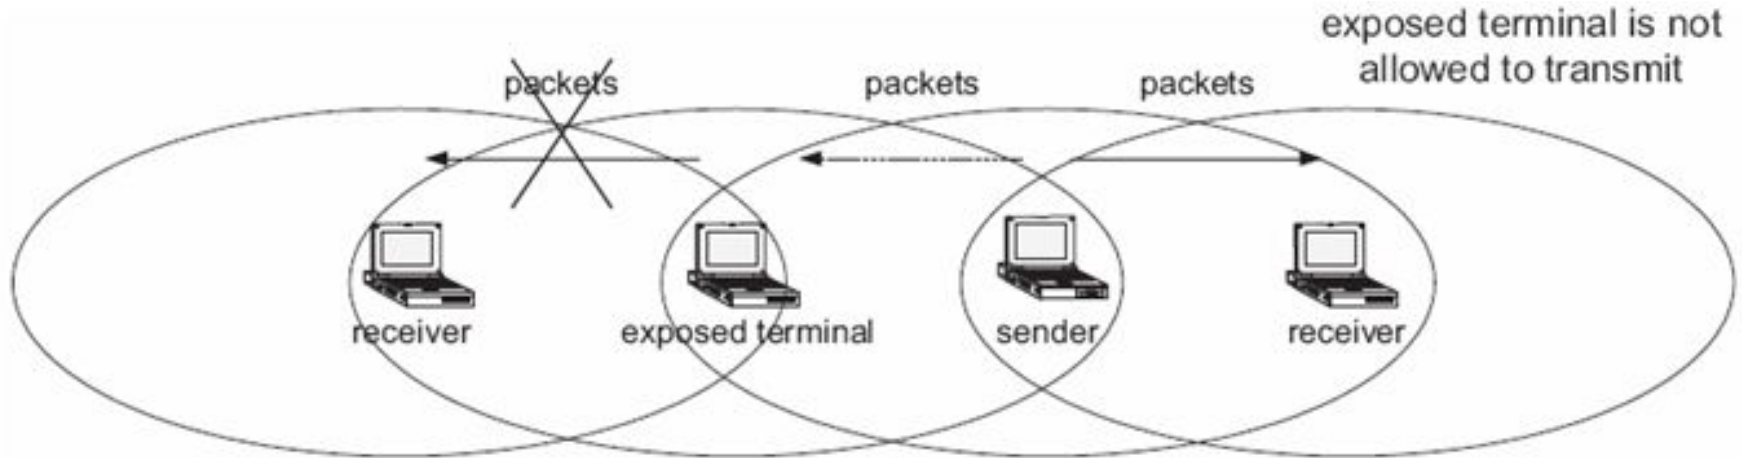 exposed terminal is not
allowed to transmit
packets
packets
packets
receiver
exposed terminal
sender
receiver